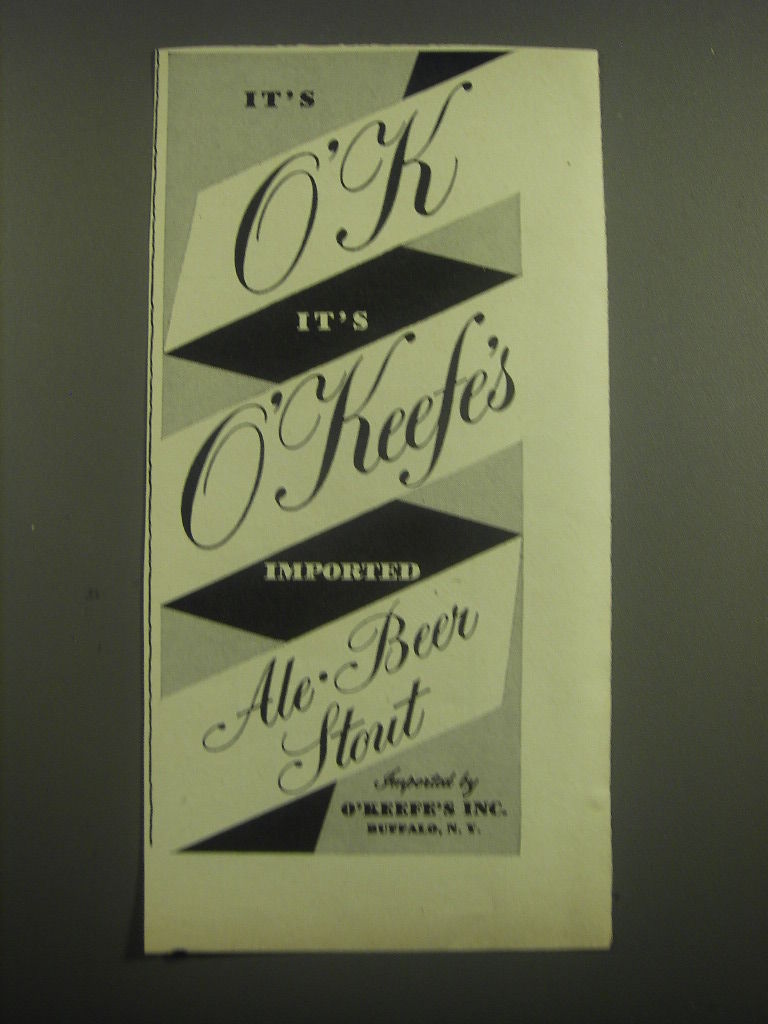 IT'S
O'K
IT'S
O'Keefe's
IMPORTED
Ale·Beer
Stout
Imported by
O'KEEFE'S INC.
BUFFALO, N. Y.